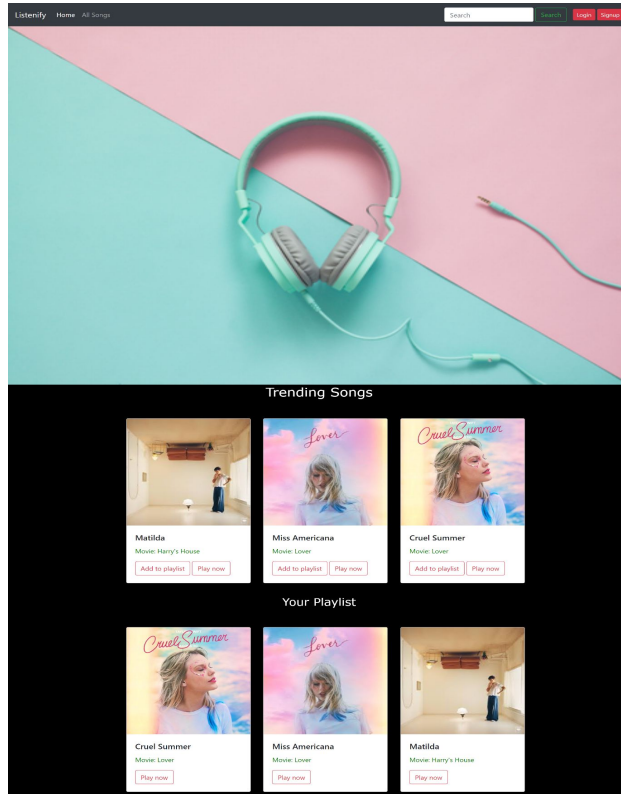 Listenify Home All Songs Search Search Login Signup
Trending Songs
Lover
Cruel Summer
Matilda
Miss Americana
Cruel Summer
Movie: Harry's House
Movie: Lover
Movie: Lover
Add to playlist Play now
Add to playlist Play now
Add to playlist Play now
Your Playlist
Cruel Summer
Lover
Cruel Summer
Miss Americana
Matilda
Movie: Lover
Movie: Lover
Movie: Harry's House
Play now
Play now
Play now